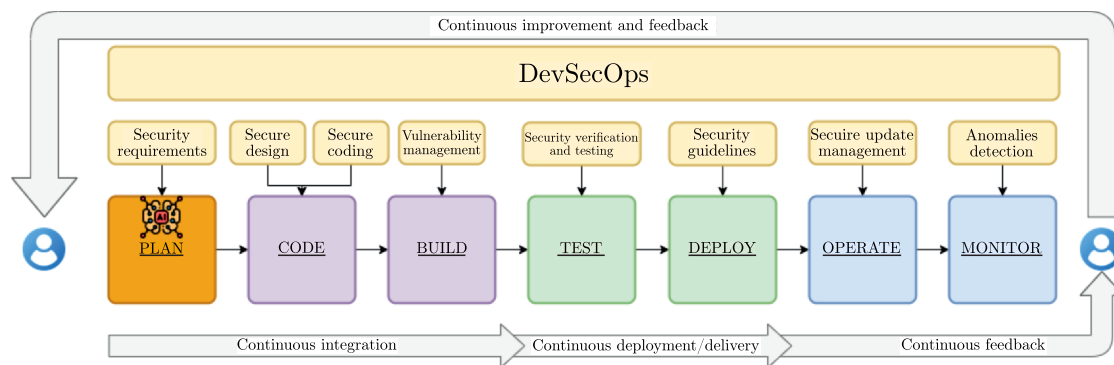 Continuous improvement and feedback
DevSecOps
Security
requirements
Secure
design
Secure
coding
Vulnerability
management
Security verification
and testing
Security
guidelines
Secuire update
management
Anomalies
detection
AI
PLAN
CODE
BUILD
TEST
DEPLOY
OPERATE
MONITOR
Continuous integration
Continuous deployment/delivery
Continuous feedback